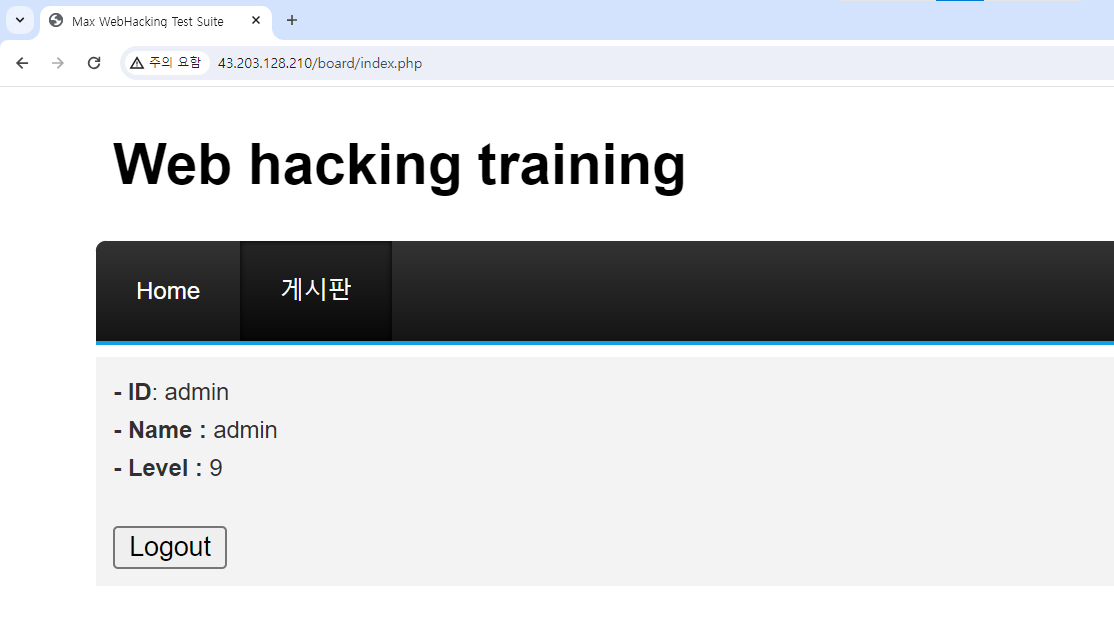 Max WebHacking Test Suite
주의 요함 43.203.128.210/board/index.php
Web hacking training
Home 게시판
- ID: admin
- Name : admin
- Level : 9
Logout